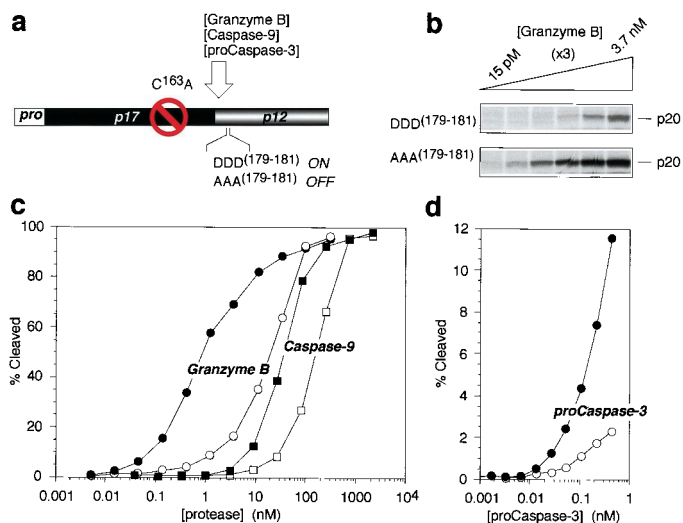 a
[Granzyme B]
[Caspase-9]
[proCaspase-3]
C163A
pro p17 p12
DDD(179-181) ON
AAA(179-181) OFF
b
[Granzyme B]
15 pM (x3) 3.7 nM
DDD(179-181) p20
AAA(179-181) p20
c
% Cleaved
100
80
60
40
20
0
Granzyme B
Caspase-9
0.001 0.01 0.1 1 10 100 1000 10⁴
[protease] (nM)
d
% Cleaved
12
10
8
6
4
2
0
proCaspase-3
0.001 0.01 0.1 1
[proCaspase-3] (nM)